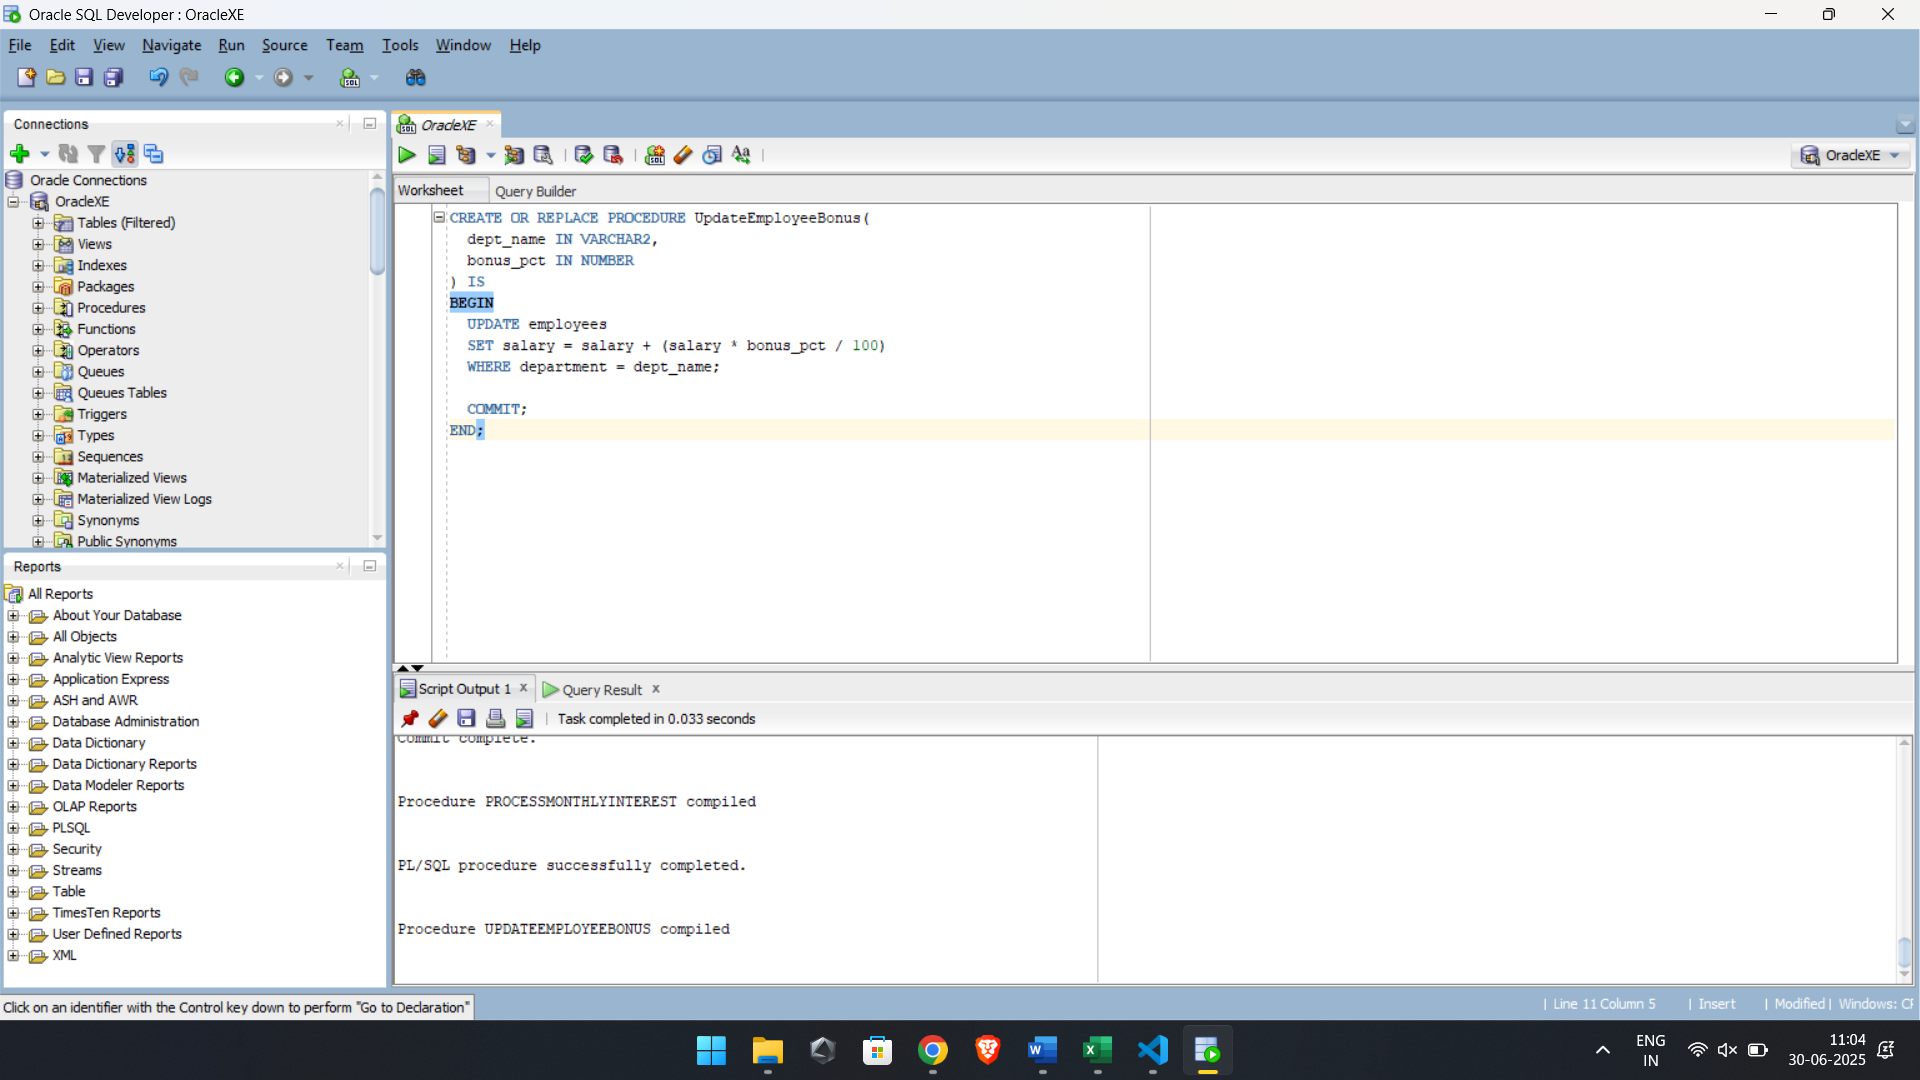 Oracle SQL Developer : OracleXE
File Edit View Navigate Run Source Team Tools Window Help
Connections
Oracle Connections
OracleXE
Tables (Filtered)
Views
Indexes
Packages
Procedures
Functions
Operators
Queues
Queues Tables
Triggers
Types
Sequences
Materialized Views
Materialized View Logs
Synonyms
Public Synonyms
Reports
All Reports
About Your Database
All Objects
Analytic View Reports
Application Express
ASH and AWR
Database Administration
Data Dictionary
Data Dictionary Reports
Data Modeler Reports
OLAP Reports
PLSQL
Security
Streams
Table
TimesTen Reports
User Defined Reports
XML
OracleXE
OracleXE
Worksheet Query Builder
CREATE OR REPLACE PROCEDURE UpdateEmployeeBonus(
dept_name IN VARCHAR2,
bonus_pct IN NUMBER
) IS
BEGIN
UPDATE employees
SET salary = salary + (salary * bonus_pct / 100)
WHERE department = dept_name;
COMMIT;
END;
Script Output 1 Query Result
Task completed in 0.033 seconds
Commit complete.
Procedure PROCESSMONTHLYINTEREST compiled
PL/SQL procedure successfully completed.
Procedure UPDATEEMPLOYEEBONUS compiled
Click on an identifier with the Control key down to perform "Go to Declaration"
| Line 11 Column 5 | Insert | Modified | Windows: CF
ENG
IN
11:04
30-06-2025